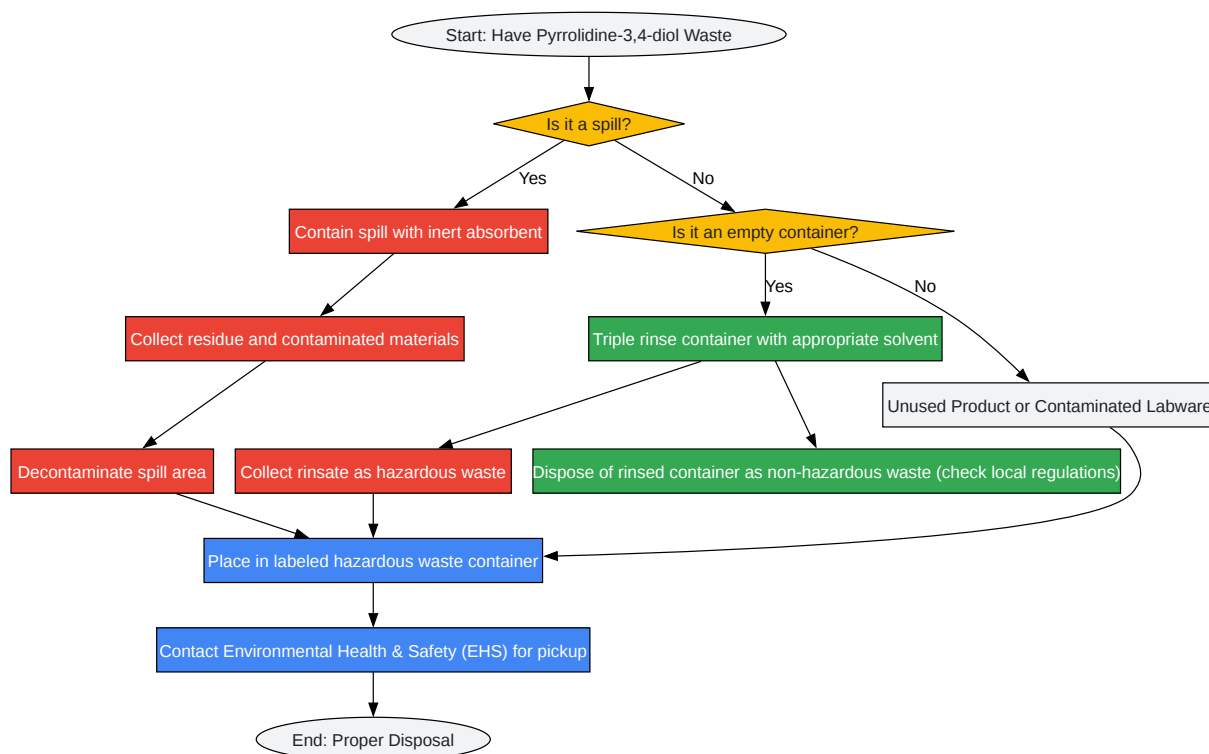 Start: Have Pyrrolidine-3,4-diol Waste
Is it a spill?
Yes
No
Contain spill with inert absorbent
Is it an empty container?
Yes
No
Collect residue and contaminated materials
Triple rinse container with appropriate solvent
Unused Product or Contaminated Labware
Decontaminate spill area
Collect rinsate as hazardous waste
Dispose of rinsed container as non-hazardous waste (check local regulations)
Place in labeled hazardous waste container
Contact Environmental Health & Safety (EHS) for pickup
End: Proper Disposal